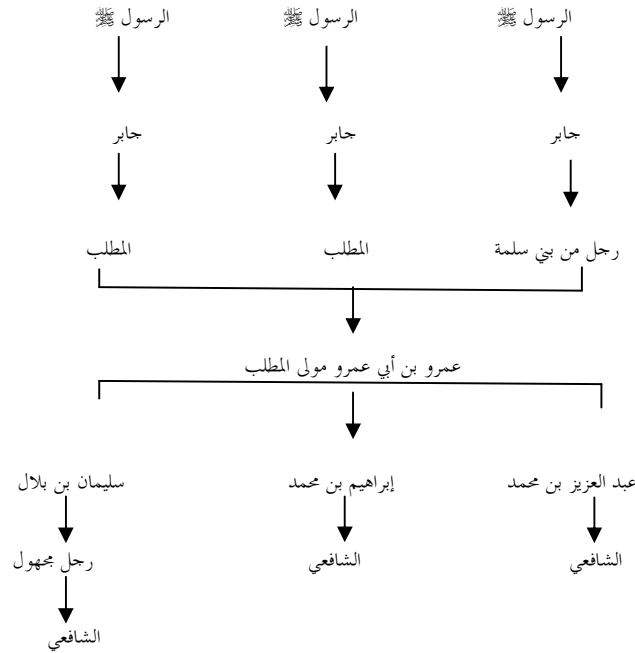 الرسول ﷺ الرسول ﷺ الرسول ﷺ
جابر جابر جابر
رجل من بني سلمة المطلب المطلب
عمرو بن أبي عمرو مولى المطلب
عبد العزيز بن محمد إبراهيم بن محمد سليمان بن بلال
الشافعي الشافعي رجل مجهول
الشافعي